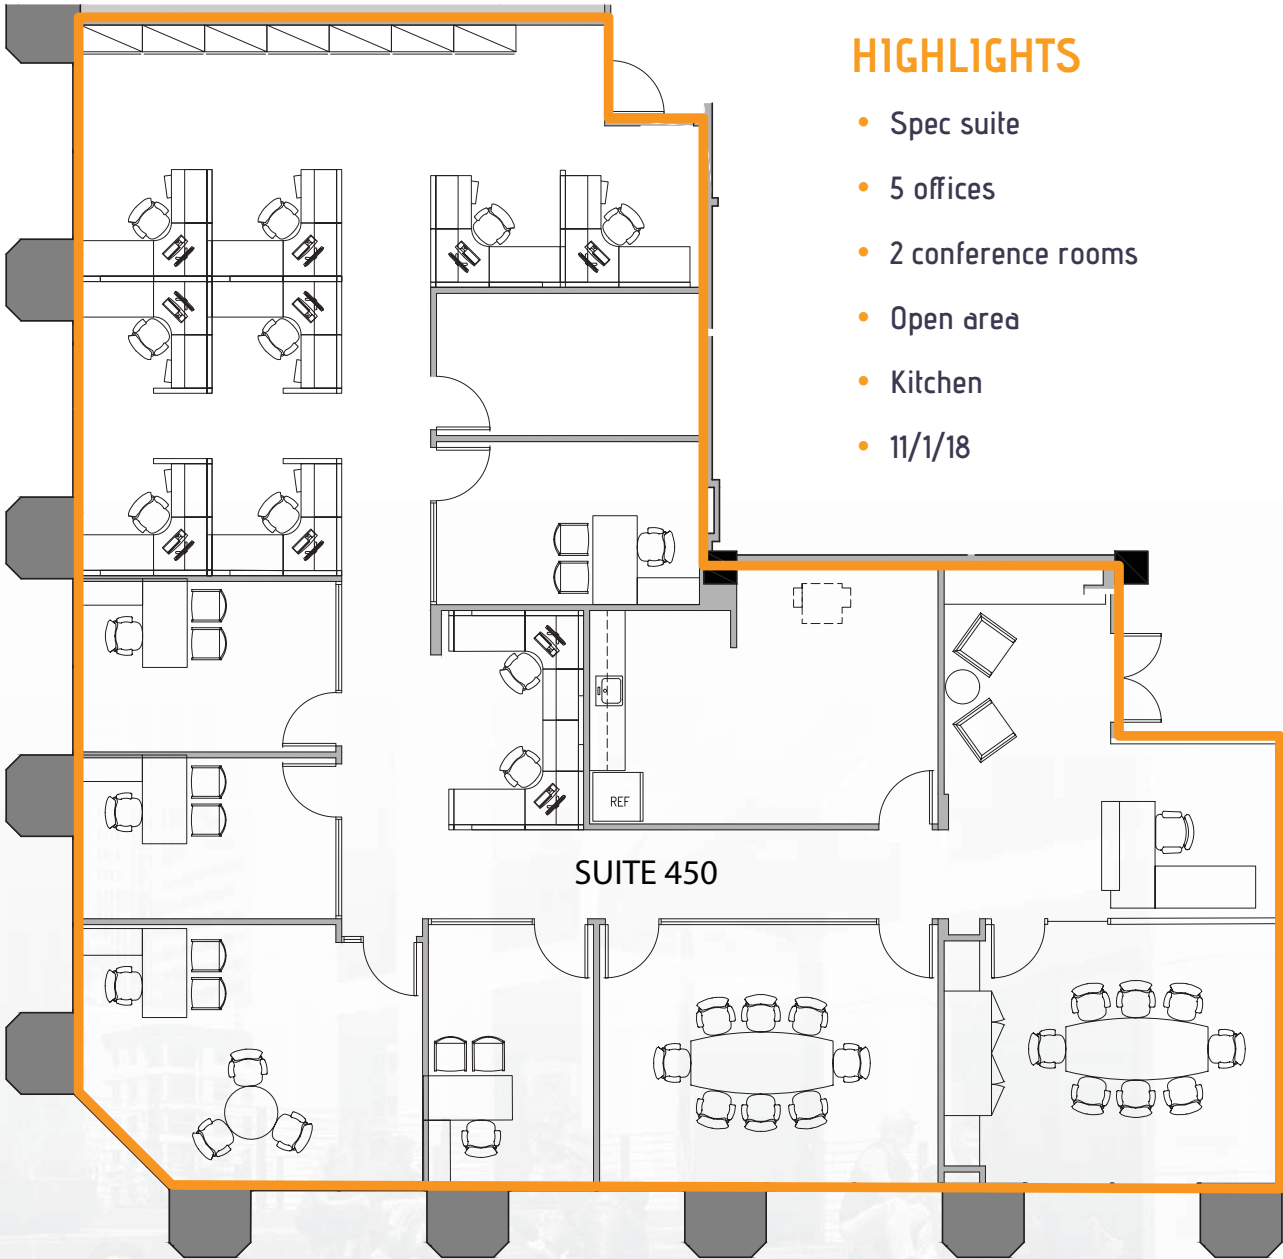 HIGHLIGHTS
• Spec suite
• 5 offices
• 2 conference rooms
• Open area
• Kitchen
• 11/1/18
REF
SUITE 450